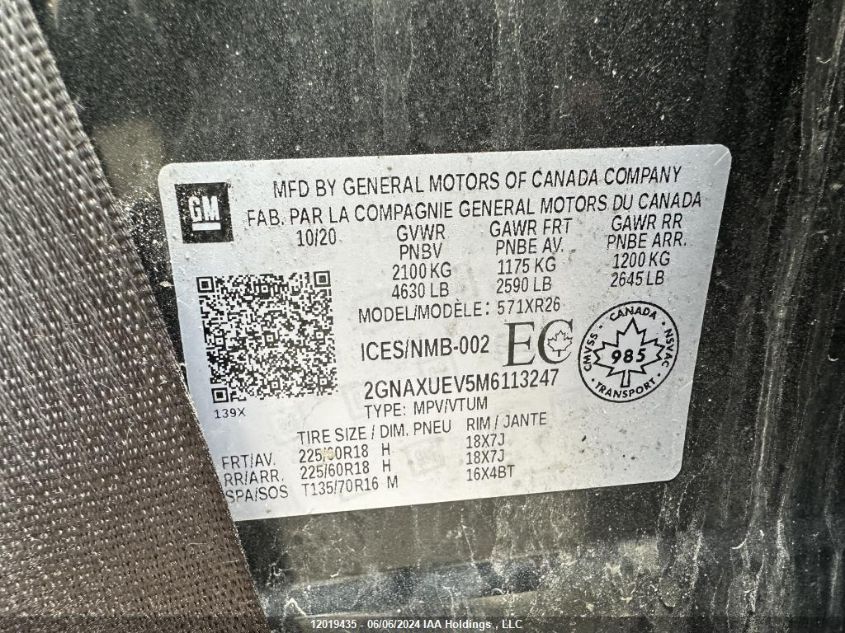 GM
MFD BY GENERAL MOTORS OF CANADA COMPANY
FAB. PAR LA COMPAGNIE GENERAL MOTORS DU CANADA
10/20 GVWR GAWR FRT GAWR RR
PNBV PNBE AV. PNBE ARR.
2100 KG 1175 KG 1200 KG
4630 LB 2590 LB 2645 LB
MODEL/MODÈLE: 571XR26
ICES/NMB-002 EC
CANADA
CMVSS 985 NSVAC
TRANSPORT
139X
2GNAXUEV5M6113247
TYPE: MPV/VTUM
TIRE SIZE / DIM. PNEU RIM / JANTE
FRT/AV. 225/60R18 H 18X7J
RR/ARR. 225/60R18 H 18X7J
SPA/SOS T135/70R16 M 16X4BT
12019435 - 06/06/2024 IAA Holdings , LLC